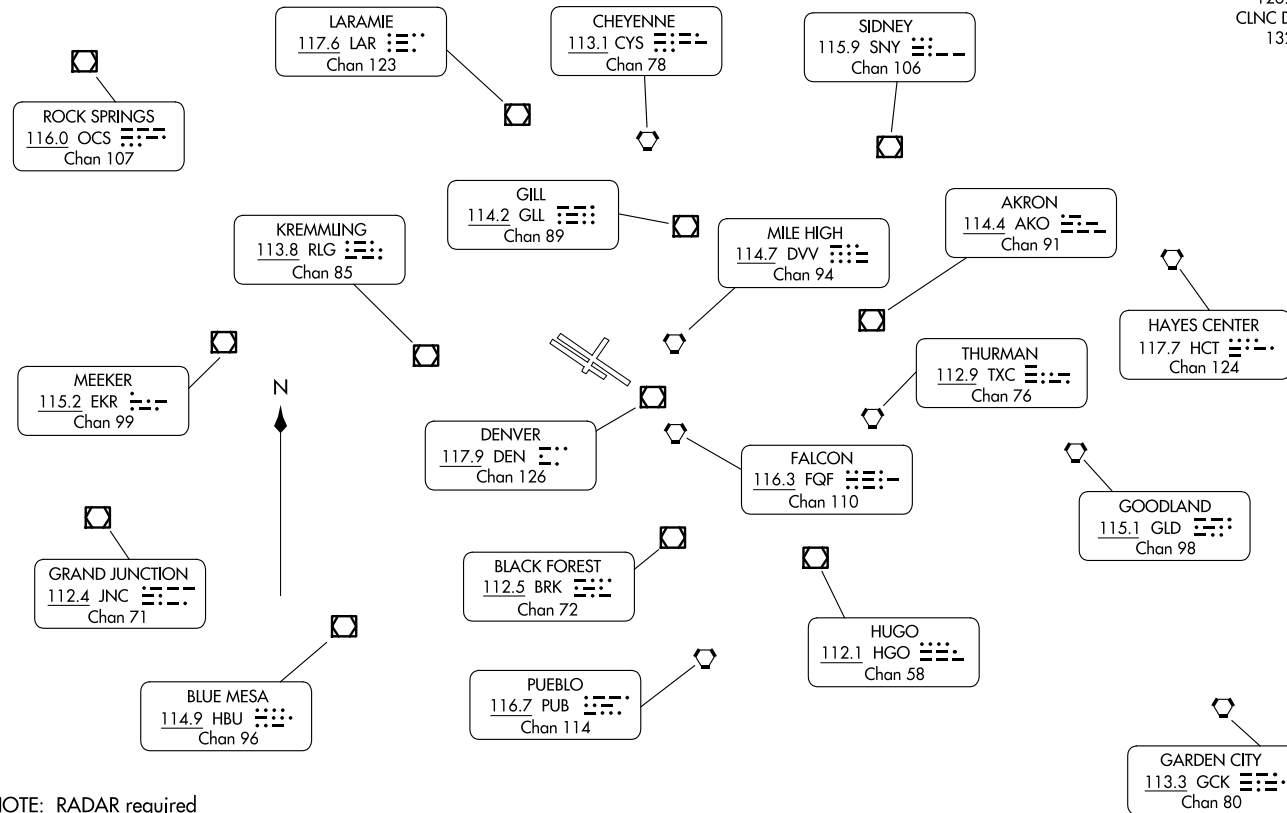 LARAMIE
117.6 LAR
Chan 123
CHEYENNE
113.1 CYS
Chan 78
SIDNEY
115.9 SNY
Chan 106
CLNC D
132
ROCK SPRINGS
116.0 OCS
Chan 107
GILL
114.2 GLL
Chan 89
AKRON
114.4 AKO
Chan 91
KREMMLING
113.8 RLG
Chan 85
MILE HIGH
114.7 DVV
Chan 94
HAYES CENTER
117.7 HCT
Chan 124
THURMAN
112.9 TXC
Chan 76
MEEKER
115.2 EKR
Chan 99
N
DENVER
117.9 DEN
Chan 126
FALCON
116.3 FQF
Chan 110
GOODLAND
115.1 GLD
Chan 98
GRAND JUNCTION
112.4 JNC
Chan 71
BLACK FOREST
112.5 BRK
Chan 72
HUGO
112.1 HGO
Chan 58
BLUE MESA
114.9 HBU
Chan 96
PUEBLO
116.7 PUB
Chan 114
GARDEN CITY
113.3 GCK
Chan 80
OTE: RADAR required